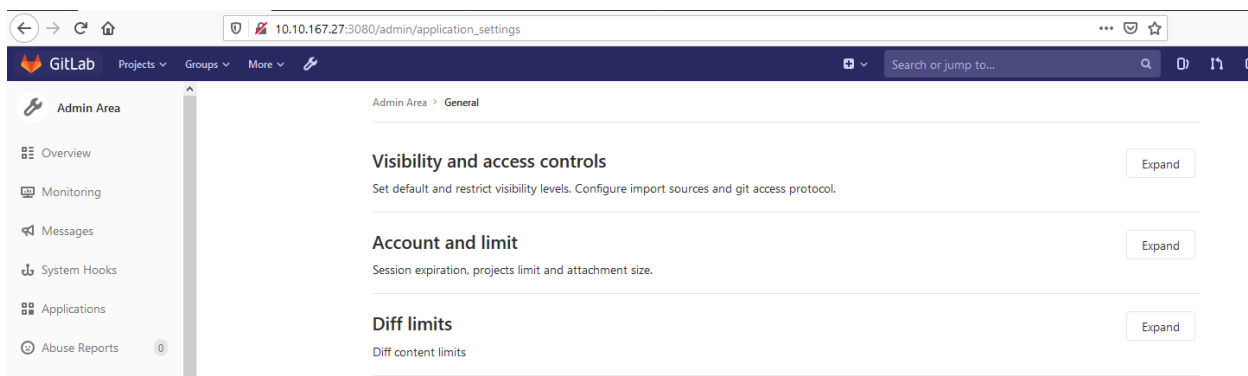 10.10.167.27:3080/admin/application_settings
GitLab Projects Groups More Search or jump to...
Admin Area
Overview
Monitoring
Messages
System Hooks
Applications
Abuse Reports 0
Admin Area > General
Visibility and access controls
Expand
Set default and restrict visibility levels. Configure import sources and git access protocol.
Account and limit
Expand
Session expiration, projects limit and attachment size.
Diff limits
Expand
Diff content limits